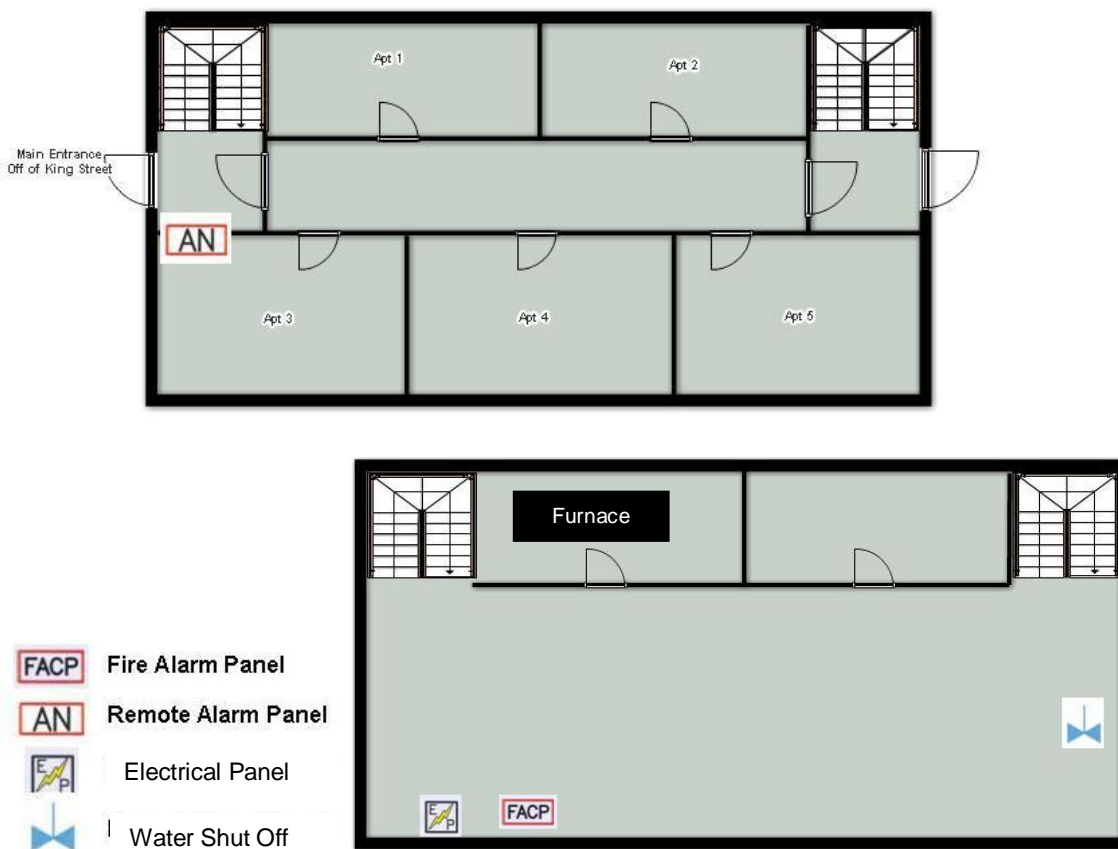 Apt 1
Apt 2
Main Entrance
Off of King Street
AN
Apt 3
Apt 4
Apt 5
Furnace
FACP Fire Alarm Panel
AN Remote Alarm Panel
E P Electrical Panel
Water Shut Off
E P
FACP